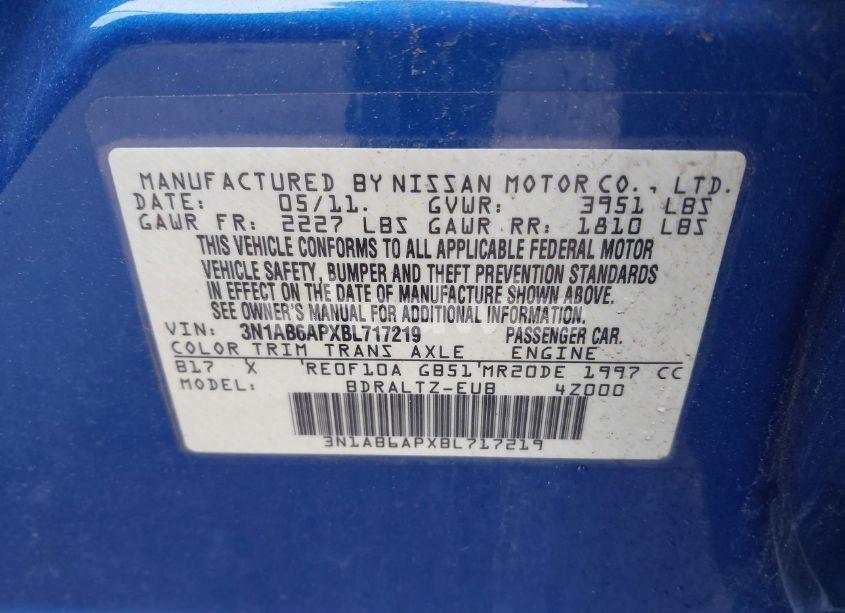 MANUFACTURED BY NISSAN MOTOR CO., LTD.
DATE: 05/11. GVWR: 3951 LBS
GAWR FR: 2227 LBS GAWR RR: 1810 LBS
THIS VEHICLE CONFORMS TO ALL APPLICABLE FEDERAL MOTOR
VEHICLE SAFETY, BUMPER AND THEFT PREVENTION STANDARDS
IN EFFECT ON THE DATE OF MANUFACTURE SHOWN ABOVE.
SEE OWNER'S MANUAL FOR ADDITIONAL INFORMATION.
VIN: 3N1AB6APXBL717219 PASSENGER CAR.
COLOR TRIM TRANS AXLE ENGINE
B17 X 'RE0F10A GB51'MR20DE 1997 CC
MODEL: BDRALTZ-EUB 4Z000
3N1AB6APXBL717219